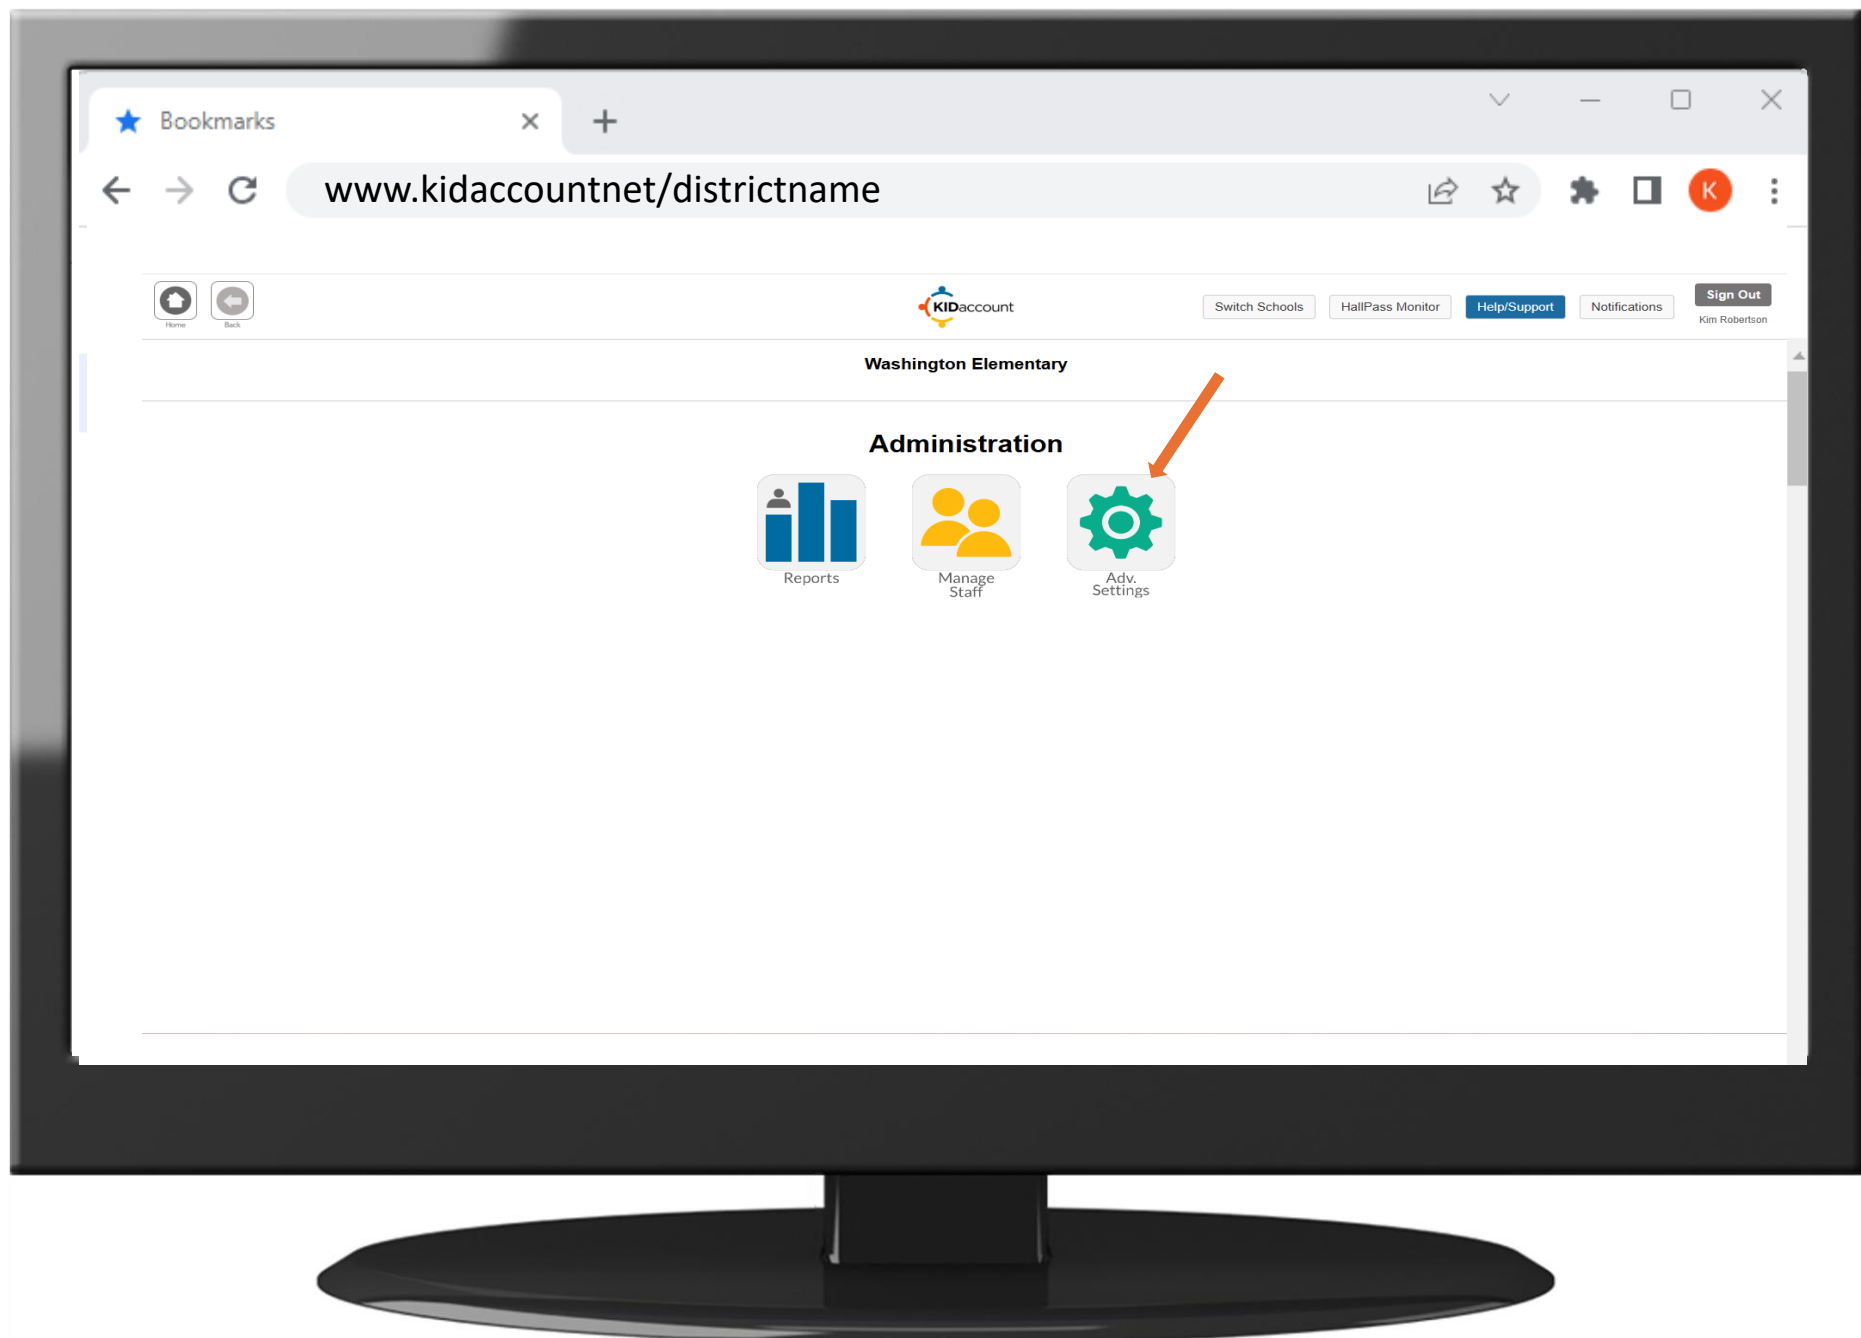 Bookmarks
www.kidaccountnet/districtname
K
Home
Back
KIDaccount
Switch Schools
HallPass Monitor
Help/Support
Notifications
Sign Out
Kim Robertson
Washington Elementary
Administration
Reports
Manage
Staff
Adv.
Settings